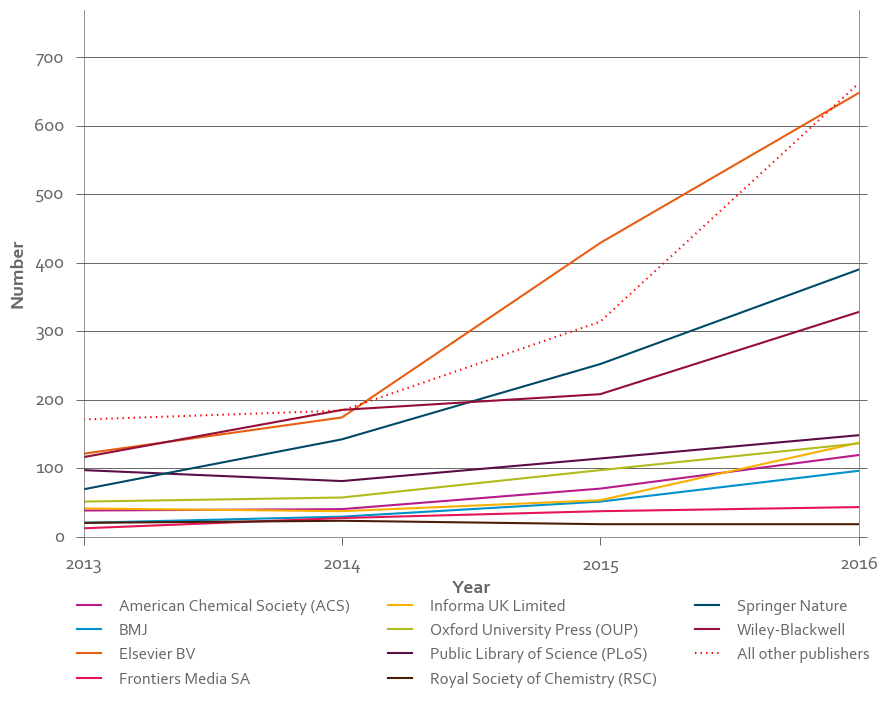 700
600
500
400
300
200
100
0
Number
2013 2014 2015 2016
Year
American Chemical Society (ACS) Informa UK Limited Springer Nature
BMJ Oxford University Press (OUP) Wiley-Blackwell
Elsevier BV Public Library of Science (PLoS) All other publishers
Frontiers Media SA Royal Society of Chemistry (RSC)